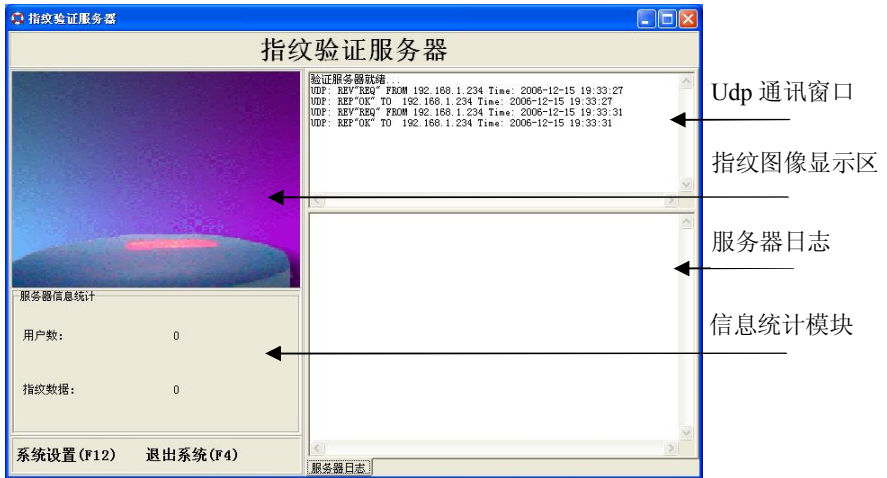 指纹验证服务器
指纹验证服务器
验证服务器就绪...
UDP: REV"REQ" FROM 192.168.1.234 Time: 2006-12-15 19:33:27
UDP: REP"OK" TO 192.168.1.234 Time: 2006-12-15 19:33:27
UDP: REV"REQ" FROM 192.168.1.234 Time: 2006-12-15 19:33:31
UDP: REP"OK" TO 192.168.1.234 Time: 2006-12-15 19:33:31
Udp 通讯窗口
指纹图像显示区
服务器日志
信息统计模块
服务器信息统计
用户数: 0
指纹数据: 0
系统设置(F12) 退出系统(F4)
服务器日志